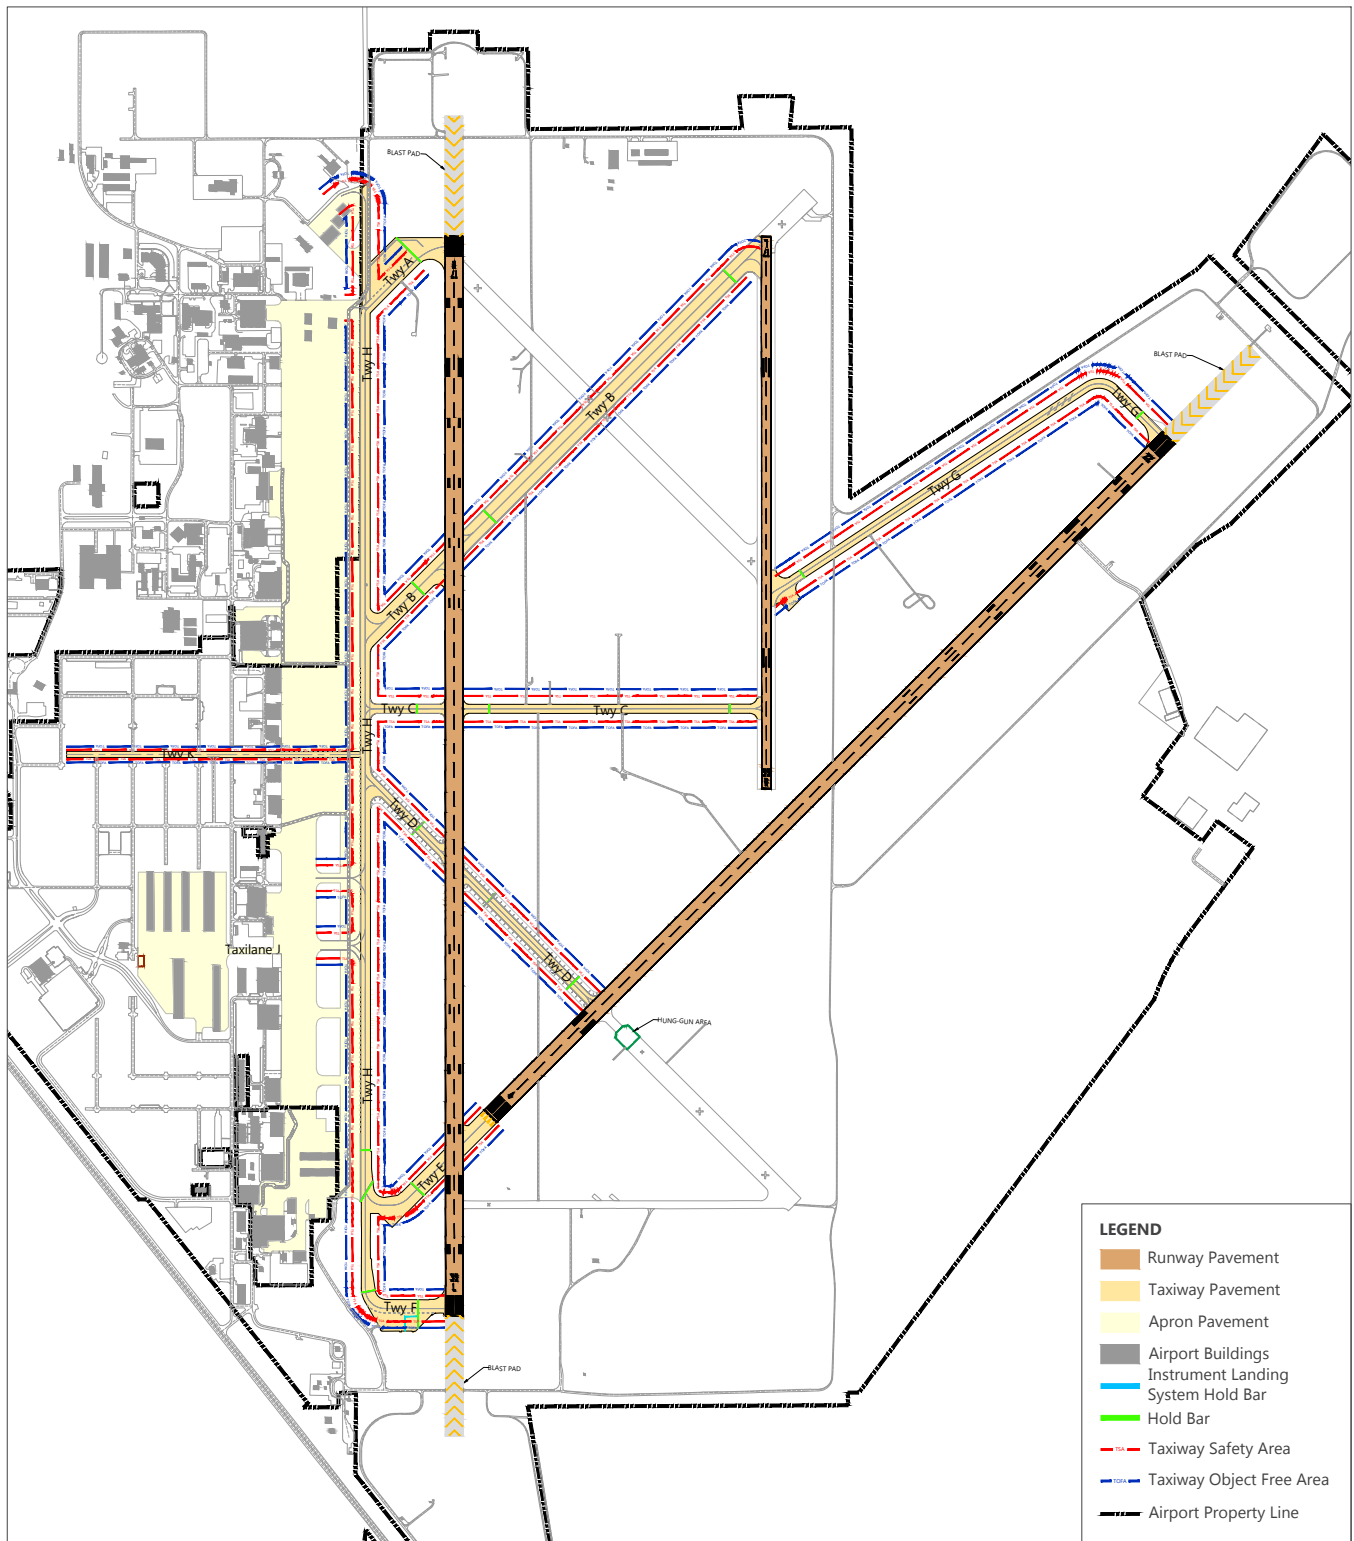 BLAST PAD
Twy A
Twy H
Twy B
BLAST PAD
Twy G
Twy G
Twy B
Twy C
Twy C
Twy H
Twy K
Twy D
Taxilane J
Twy D
HUNG-GUN AREA
Twy H
Twy E
Twy F
BLAST PAD
LEGEND
Runway Pavement
Taxiway Pavement
Apron Pavement
Airport Buildings
Instrument Landing
System Hold Bar
Hold Bar
TSA Taxiway Safety Area
TOFA Taxiway Object Free Area
Airport Property Line